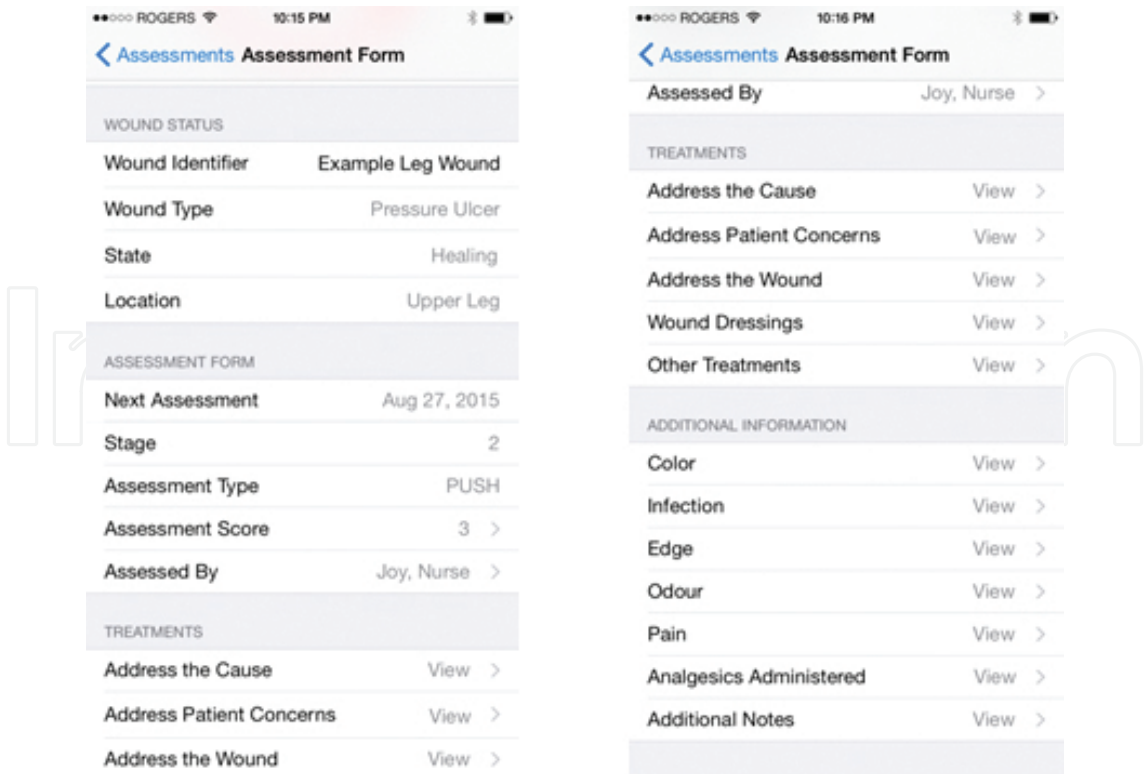 ROGERS 10:15 PM
Assessments Assessment Form
WOUND STATUS
Wound Identifier Example Leg Wound
Wound Type Pressure Ulcer
State Healing
Location Upper Leg
ASSESSMENT FORM
Next Assessment Aug 27, 2015
Stage 2
Assessment Type PUSH
Assessment Score 3
Assessed By Joy, Nurse
TREATMENTS
Address the Cause View
Address Patient Concerns View
Address the Wound View
ROGERS 10:16 PM
Assessments Assessment Form
Assessed By Joy, Nurse
TREATMENTS
Address the Cause View
Address Patient Concerns View
Address the Wound View
Wound Dressings View
Other Treatments View
ADDITIONAL INFORMATION
Color View
Infection View
Edge View
Odour View
Pain View
Analgesics Administered View
Additional Notes View